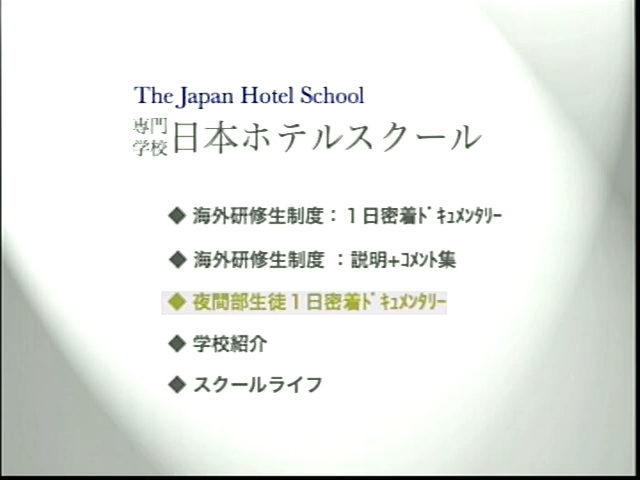 The Japan Hotel School
専門学校 日本ホテルスクール
◆ 海外研修生制度：１日密着ﾄﾞｷｭﾒﾝﾀﾘｰ
◆ 海外研修生制度 ：説明+ｺﾒﾝﾄ集
◆ 夜間部生徒１日密着ﾄﾞｷｭﾒﾝﾀﾘｰ
◆ 学校紹介
◆ スクールライフ